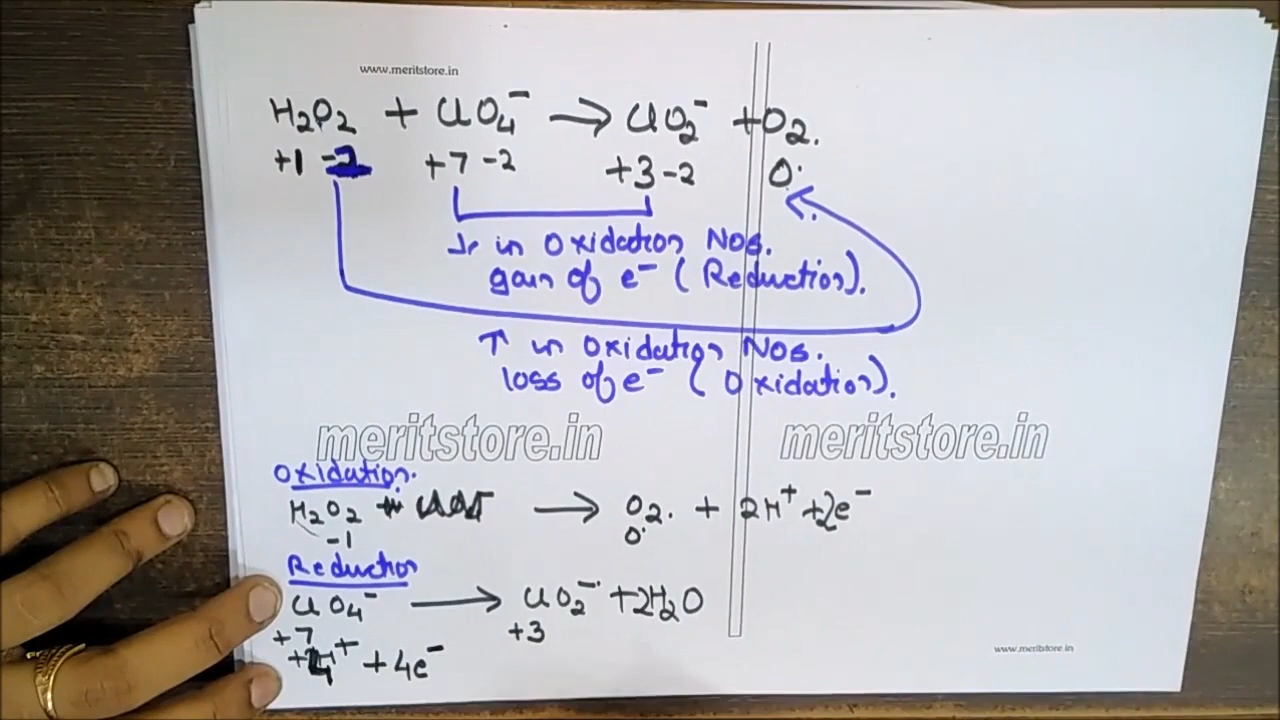 www.meritstore.in
H₂O₂ + ClO₄⁻ → ClO₂⁻ + O₂.
+1 -2 +7 -2 +3 -2 0.
↓ in Oxidation Nos.
gain of e⁻ (Reduction).
↑ in Oxidation Nos.
loss of e⁻ (Oxidation).
meritstore.in meritstore.in
Oxidation.
H₂O₂ → O₂. + 2H⁺ + 2e⁻
-1 0.
Reduction
ClO₄⁻ → ClO₂⁻ + 2H₂O
+7 +3
+ 4 ⁺ + 4e⁻
www.meritstore.in